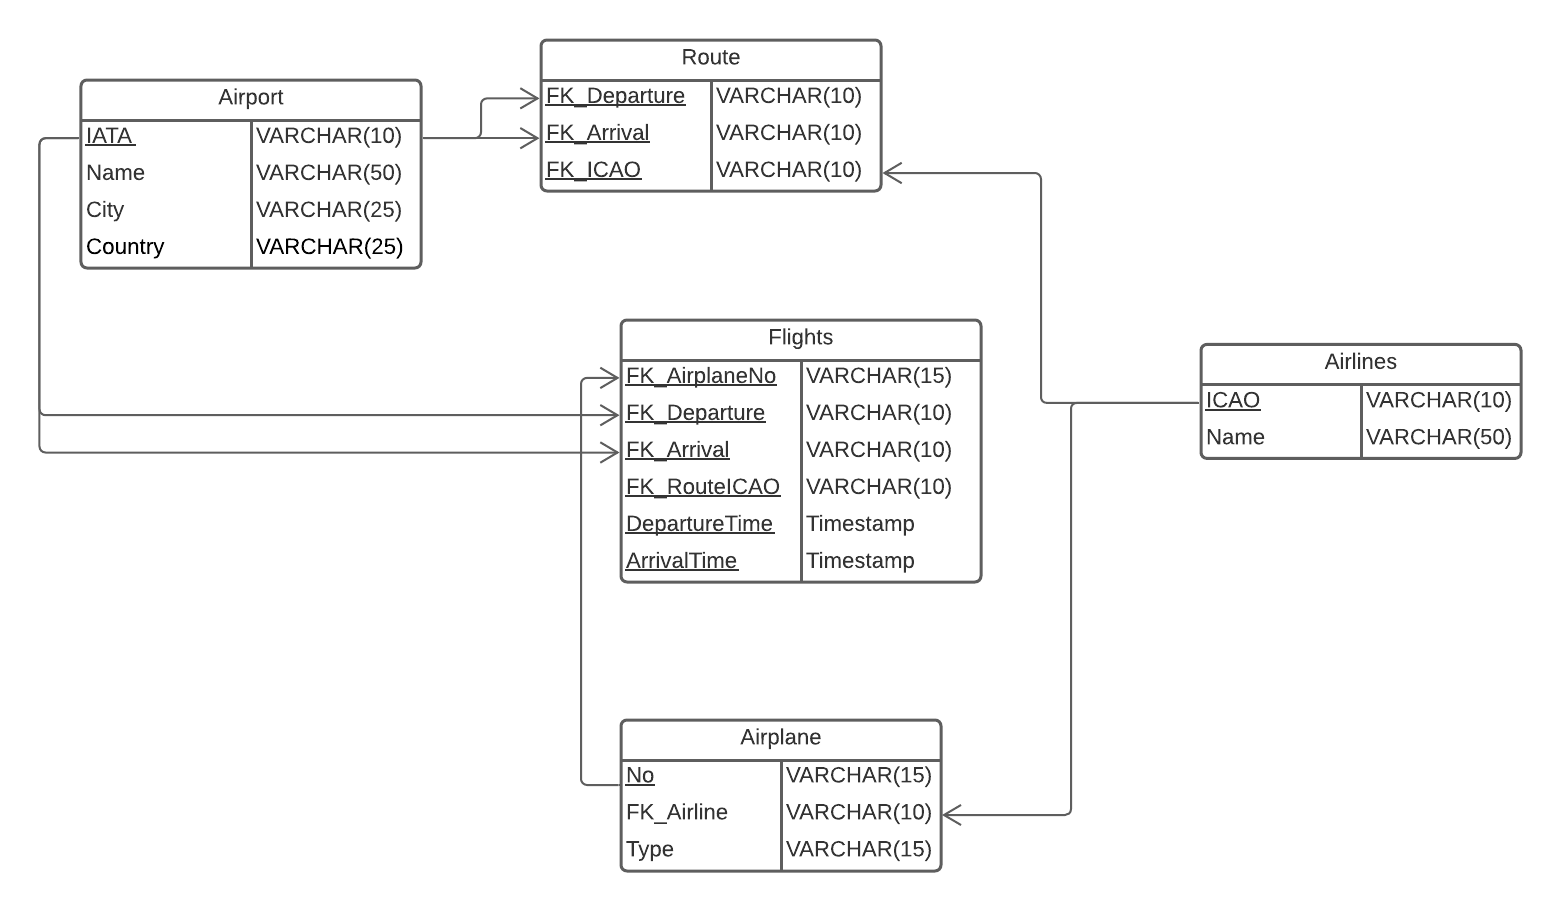 Route
FK_Departure VARCHAR(10)
FK_Arrival VARCHAR(10)
FK_ICAO VARCHAR(10)
Airport
IATA VARCHAR(10)
Name VARCHAR(50)
City VARCHAR(25)
Country VARCHAR(25)
Flights
FK_AirplaneNo VARCHAR(15)
FK_Departure VARCHAR(10)
FK_Arrival VARCHAR(10)
FK_RouteICAO VARCHAR(10)
DepartureTime Timestamp
ArrivalTime Timestamp
Airlines
ICAO VARCHAR(10)
Name VARCHAR(50)
Airplane
No VARCHAR(15)
FK_Airline VARCHAR(10)
Type VARCHAR(15)